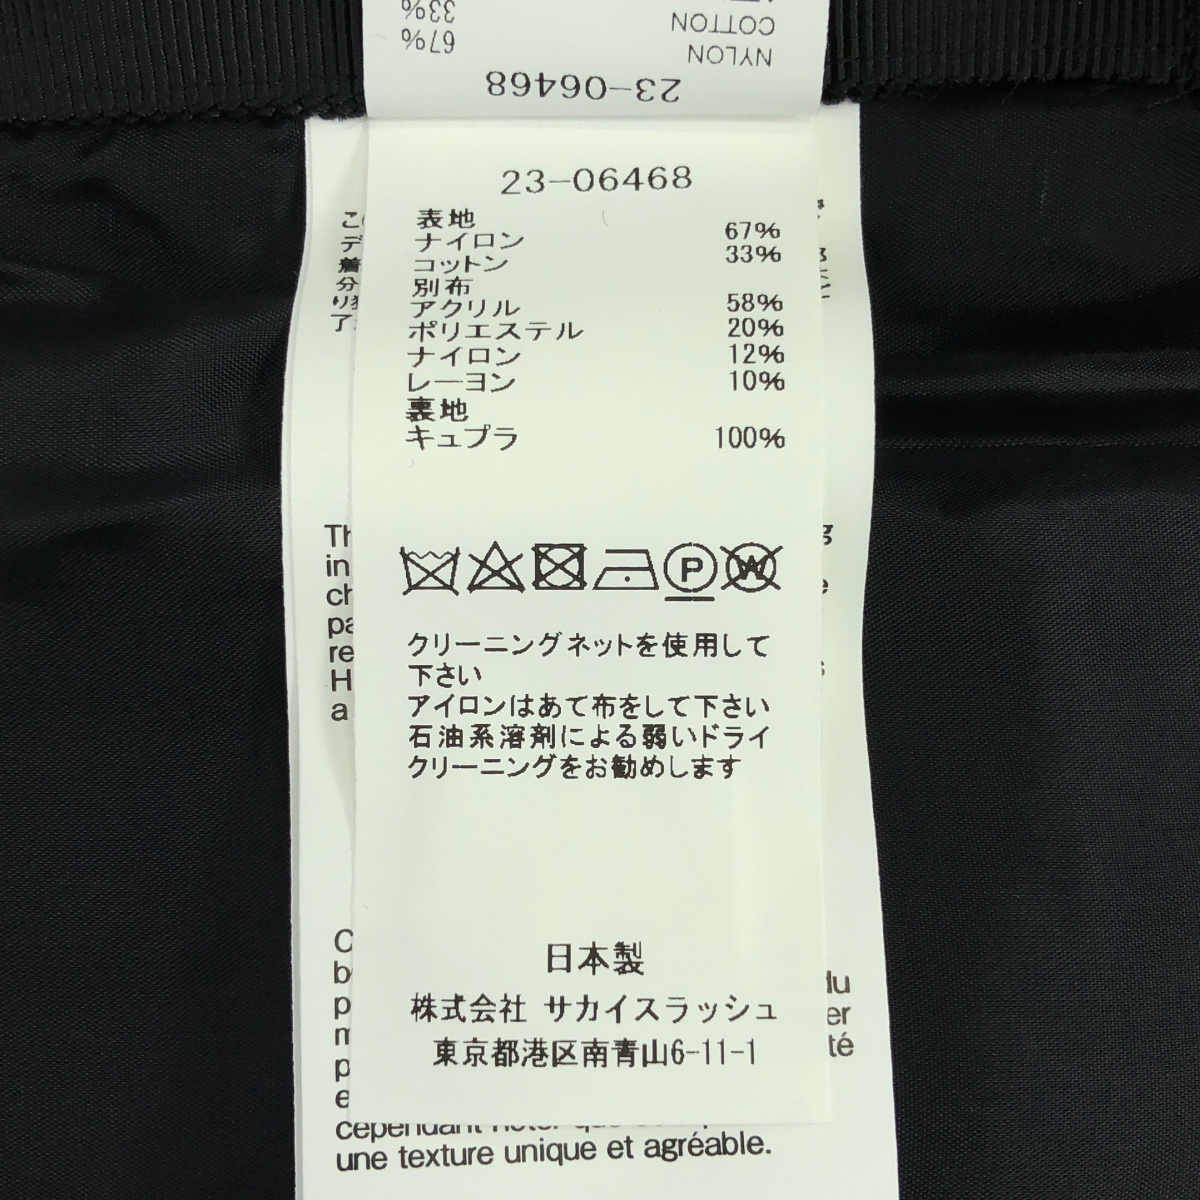 33%
COTTON
67%
NYLON
23-06468
23-06468
表地
ナイロン 67%
コットン 33%
別布
アクリル 58%
ポリエステル 20%
ナイロン 12%
レーヨン 10%
裏地
キュプラ 100%
P W
クリーニングネットを使用して
下さい
アイロンはあて布をして下さい
石油系溶剤による弱いドライ
クリーニングをお勧めします
日本製
株式会社 サカイスラッシュ
東京都港区南青山6-11-1
une texture unique et agréable.